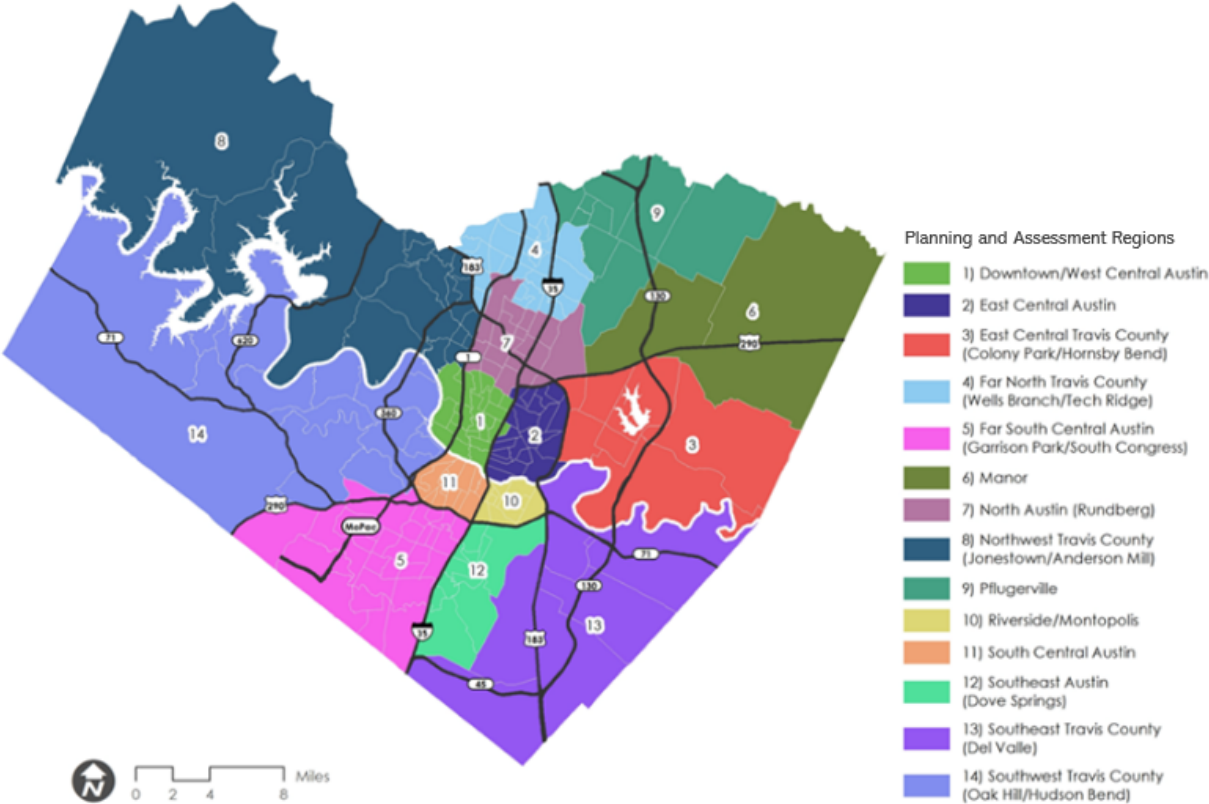 8
9
4
183
35
130
6
71
620
7
290
1
360
1
14
2
3
11
10
290
MoPac
5
71
12
130
35
13
183
45
N
0 2 4 8
Miles
Planning and Assessment Regions
1) Downtown/West Central Austin
2) East Central Austin
3) East Central Travis County
(Colony Park/Hornsby Bend)
4) Far North Travis County
(Wells Branch/Tech Ridge)
5) Far South Central Austin
(Garrison Park/South Congress)
6) Manor
7) North Austin (Rundberg)
8) Northwest Travis County
(Jonestown/Anderson Mill)
9) Pflugerville
10) Riverside/Montopolis
11) South Central Austin
12) Southeast Austin
(Dove Springs)
13) Southeast Travis County
(Del Valle)
14) Southwest Travis County
(Oak Hill/Hudson Bend)